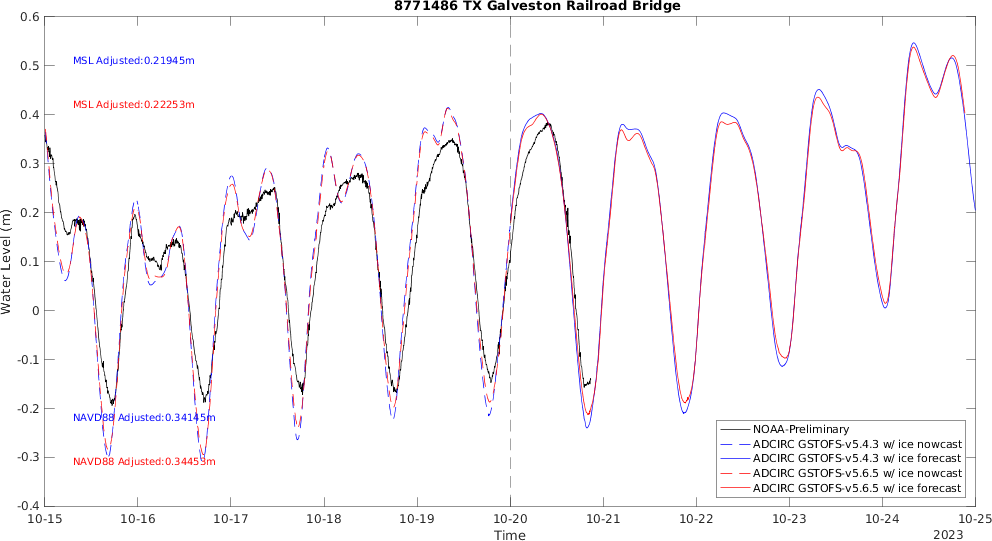 8771486 TX Galveston Railroad Bridge
0.6
0.5
0.4
0.3
0.2
0.1
0
-0.1
-0.2
-0.3
-0.4
Water Level (m)
MSL Adjusted:0.21945m
MSL Adjusted:0.22253m
NAVD88 Adjusted:0.34145m
NAVD88 Adjusted:0.34453m
NOAA-Preliminary
ADCIRC GSTOFS-v5.4.3 w/ ice nowcast
ADCIRC GSTOFS-v5.4.3 w/ ice forecast
ADCIRC GSTOFS-v5.6.5 w/ ice nowcast
ADCIRC GSTOFS-v5.6.5 w/ ice forecast
10-15 10-16 10-17 10-18 10-19 10-20 10-21 10-22 10-23 10-24 10-25
Time
2023